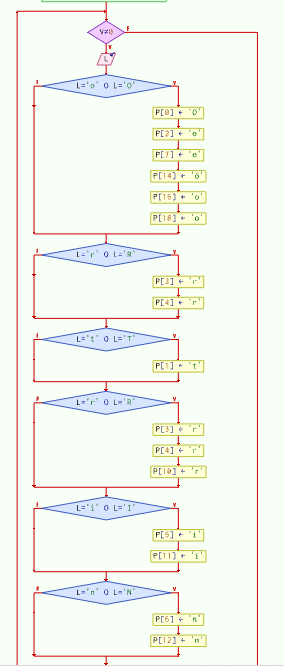 V≠0
F
V
L
L='o' O L='O'
F
V
P[0] ← 'O'
P[2] ← 'o'
P[7] ← 'o'
P[14] ← 'ó'
P[16] ← 'o'
P[18] ← 'o'
L='r' O L='R'
F
V
P[3] ← 'r'
P[4] ← 'r'
L='t' O L='T'
F
V
P[1] ← 't'
L='r' O L='R'
F
V
P[3] ← 'r'
P[4] ← 'r'
P[10] ← 'r'
L='i' O L='I'
F
V
P[5] ← 'i'
P[11] ← 'i'
L='n' O L='N'
F
V
P[6] ← 'n'
P[12] ← 'n'